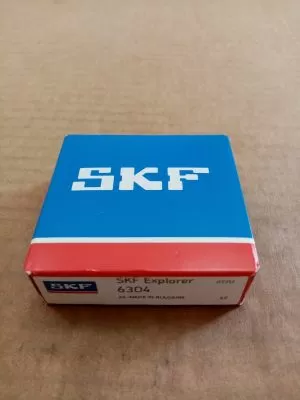 SKF
SKF Explorer
SKF
6304
MADE IN BULGARIA